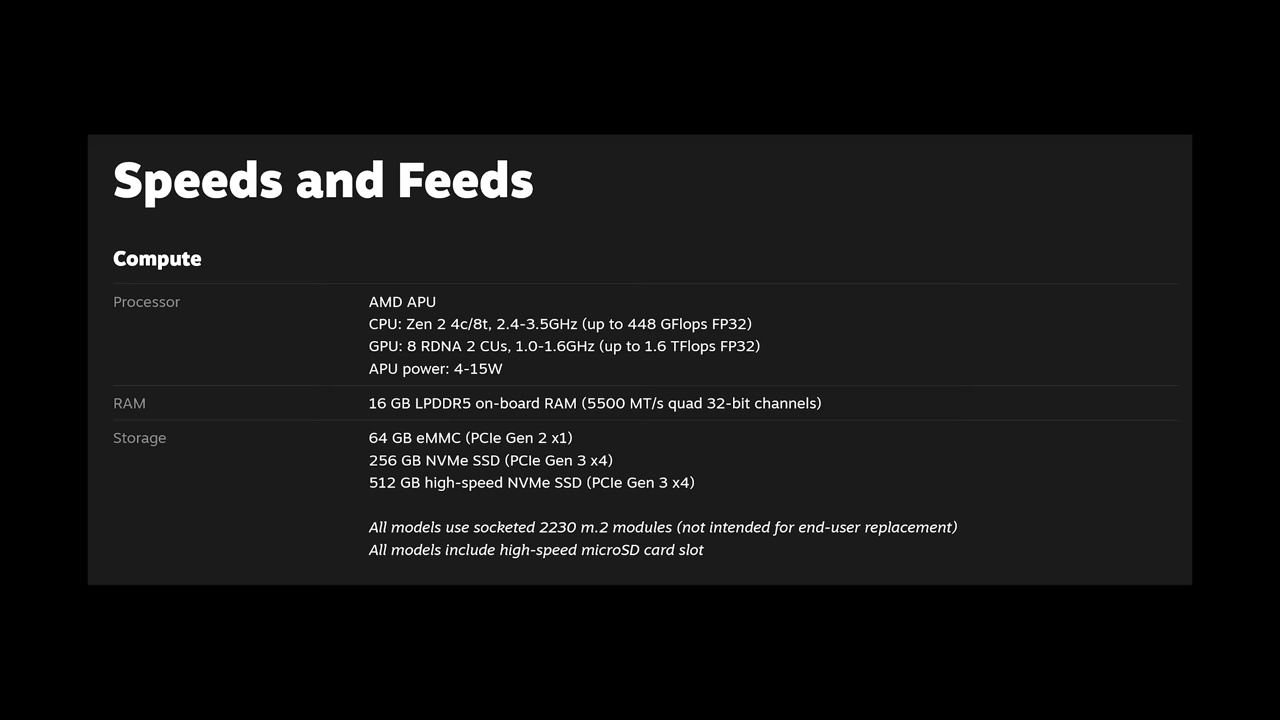 Speeds and Feeds
Compute
Processor
AMD APU
CPU: Zen 2 4c/8t, 2.4-3.5GHz (up to 448 GFlops FP32)
GPU: 8 RDNA 2 CUs, 1.0-1.6GHz (up to 1.6 TFlops FP32)
APU power: 4-15W
RAM
16 GB LPDDR5 on-board RAM (5500 MT/s quad 32-bit channels)
Storage
64 GB eMMC (PCIe Gen 2 x1)
256 GB NVMe SSD (PCIe Gen 3 x4)
512 GB high-speed NVMe SSD (PCIe Gen 3 x4)
All models use socketed 2230 m.2 modules (not intended for end-user replacement)
All models include high-speed microSD card slot